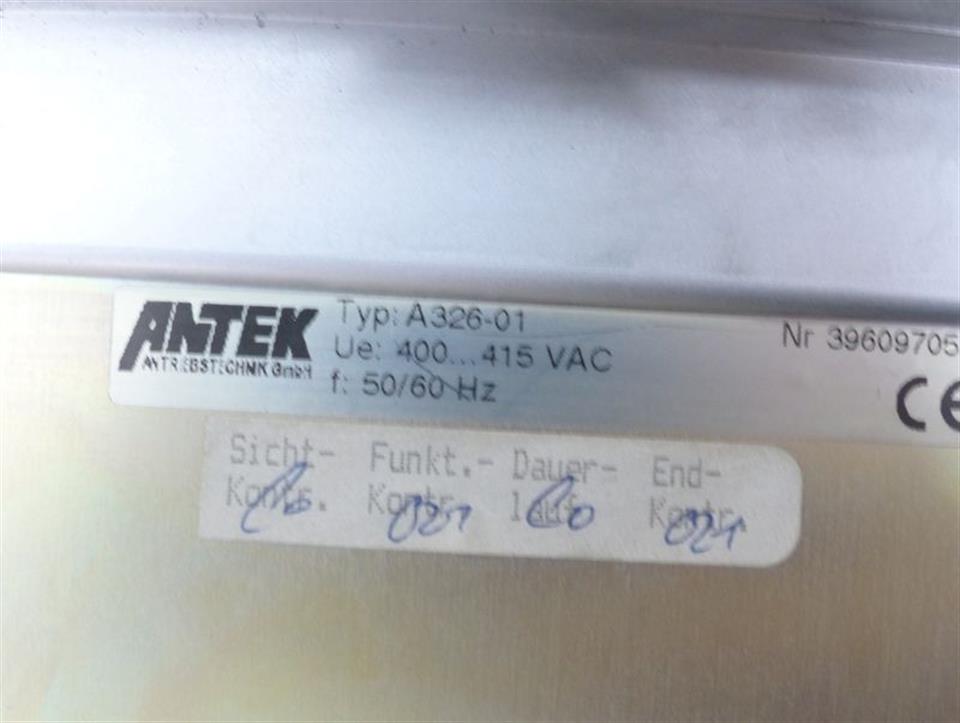 ANTEK
ANTRIEBSTECHNIK GmbH
Typ: A326-01
Ue: 400...415 VAC
f: 50/60 Hz
Nr 39609705
CE
Sicht- Funkt.- Dauer- End-
Kontr. Kontr. lauf Kontr.